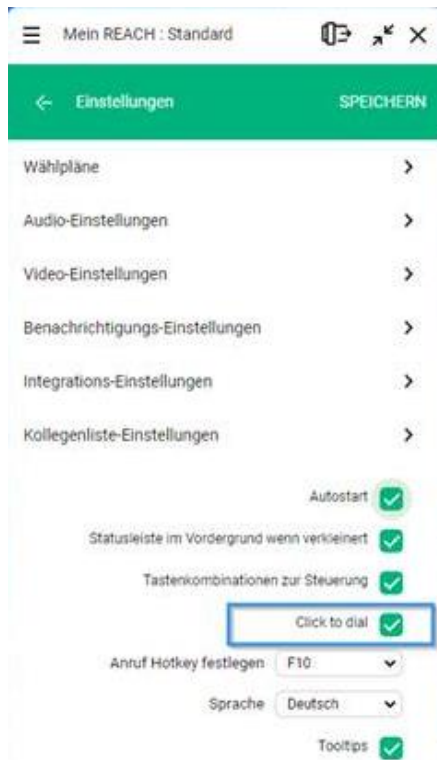 Mein REACH : Standard
Einstellungen SPEICHERN
Wählpläne
Audio-Einstellungen
Video-Einstellungen
Benachrichtigungs-Einstellungen
Integrations-Einstellungen
Kollegenliste-Einstellungen
Autostart
Statusleiste im Vordergrund wenn verkleinert
Tastenkombinationen zur Steuerung
Click to dial
Anruf Hotkey festlegen F10
Sprache Deutsch
Tooltips